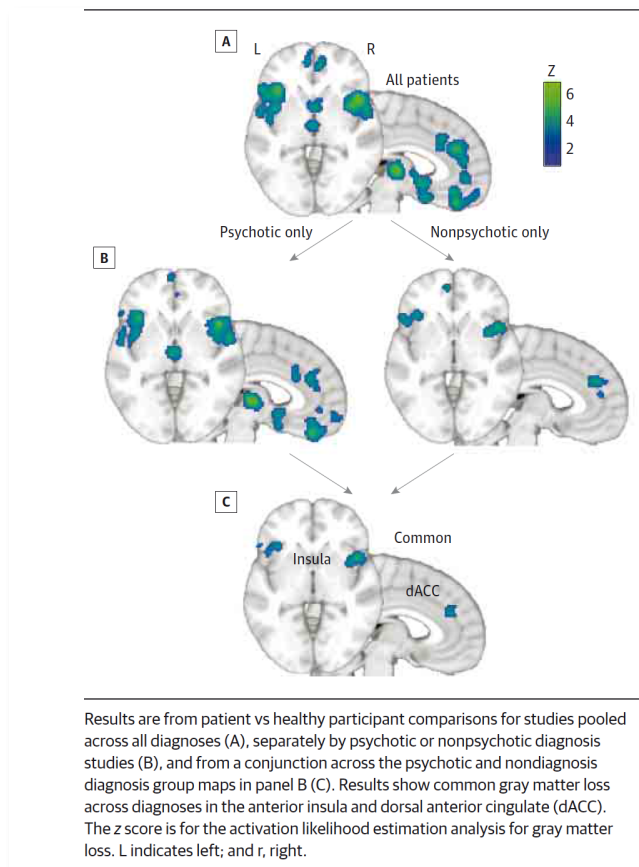 A
L
R
All patients
Z
6
4
2
Psychotic only
Nonpsychotic only
B
C
Common
Insula
dACC
Results are from patient vs healthy participant comparisons for studies pooled
across all diagnoses (A), separately by psychotic or nonpsychotic diagnosis
studies (B), and from a conjunction across the psychotic and nondiagnosis
diagnosis group maps in panel B (C). Results show common gray matter loss
across diagnoses in the anterior insula and dorsal anterior cingulate (dACC).
The z score is for the activation likelihood estimation analysis for gray matter
loss. L indicates left; and r, right.